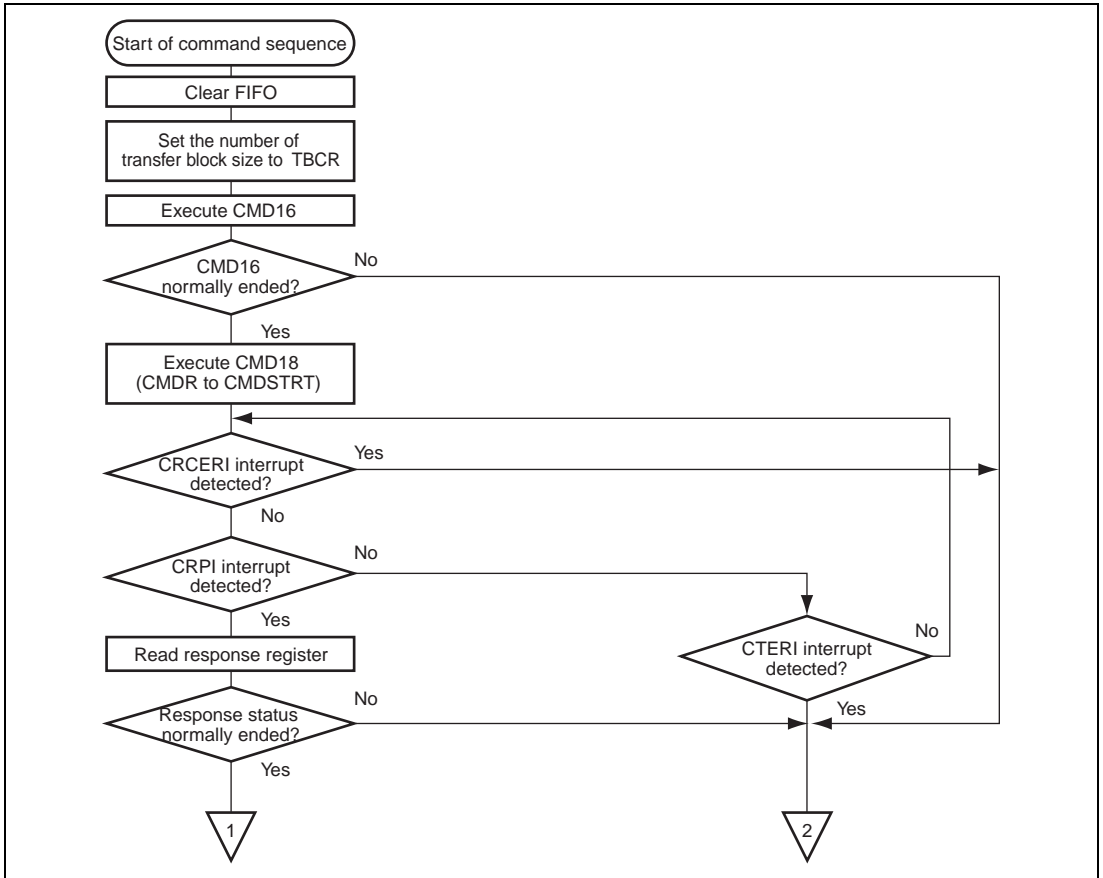 Start of command sequence
Clear FIFO
Set the number of
transfer block size to TBCR
Execute CMD16
CMD16
normally ended?
No
Yes
Execute CMD18
(CMDR to CMDSTRT)
CRCERI interrupt
detected?
Yes
No
CRPI interrupt
detected?
No
Yes
Read response register
CTERI interrupt
detected?
No
Yes
Response status
normally ended?
No
Yes
1
2